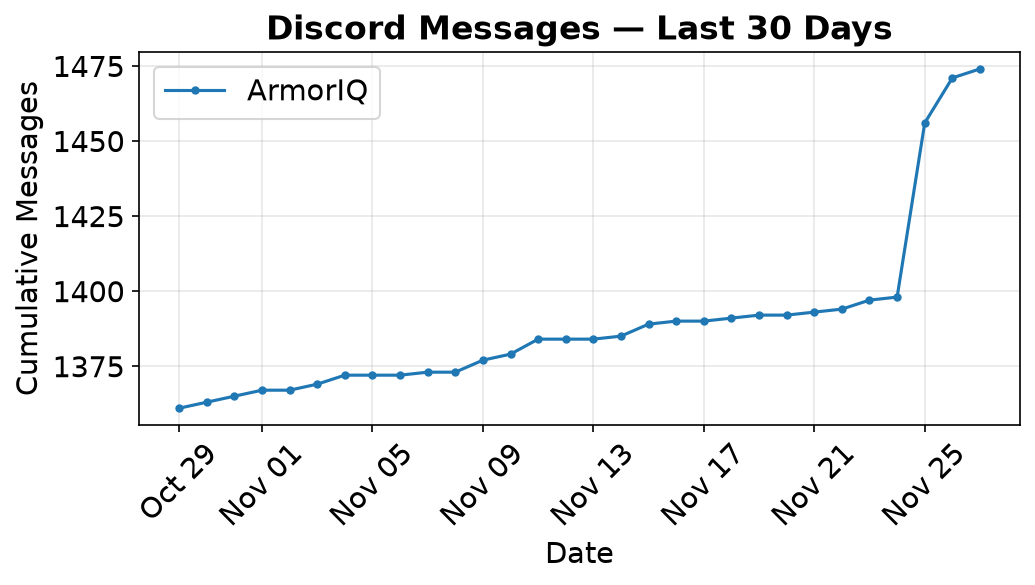 Discord Messages — Last 30 Days
ArmorIQ
Cumulative Messages
1475
1450
1425
1400
1375
Oct 29
Nov 01
Nov 05
Nov 09
Nov 13
Nov 17
Nov 21
Nov 25
Date